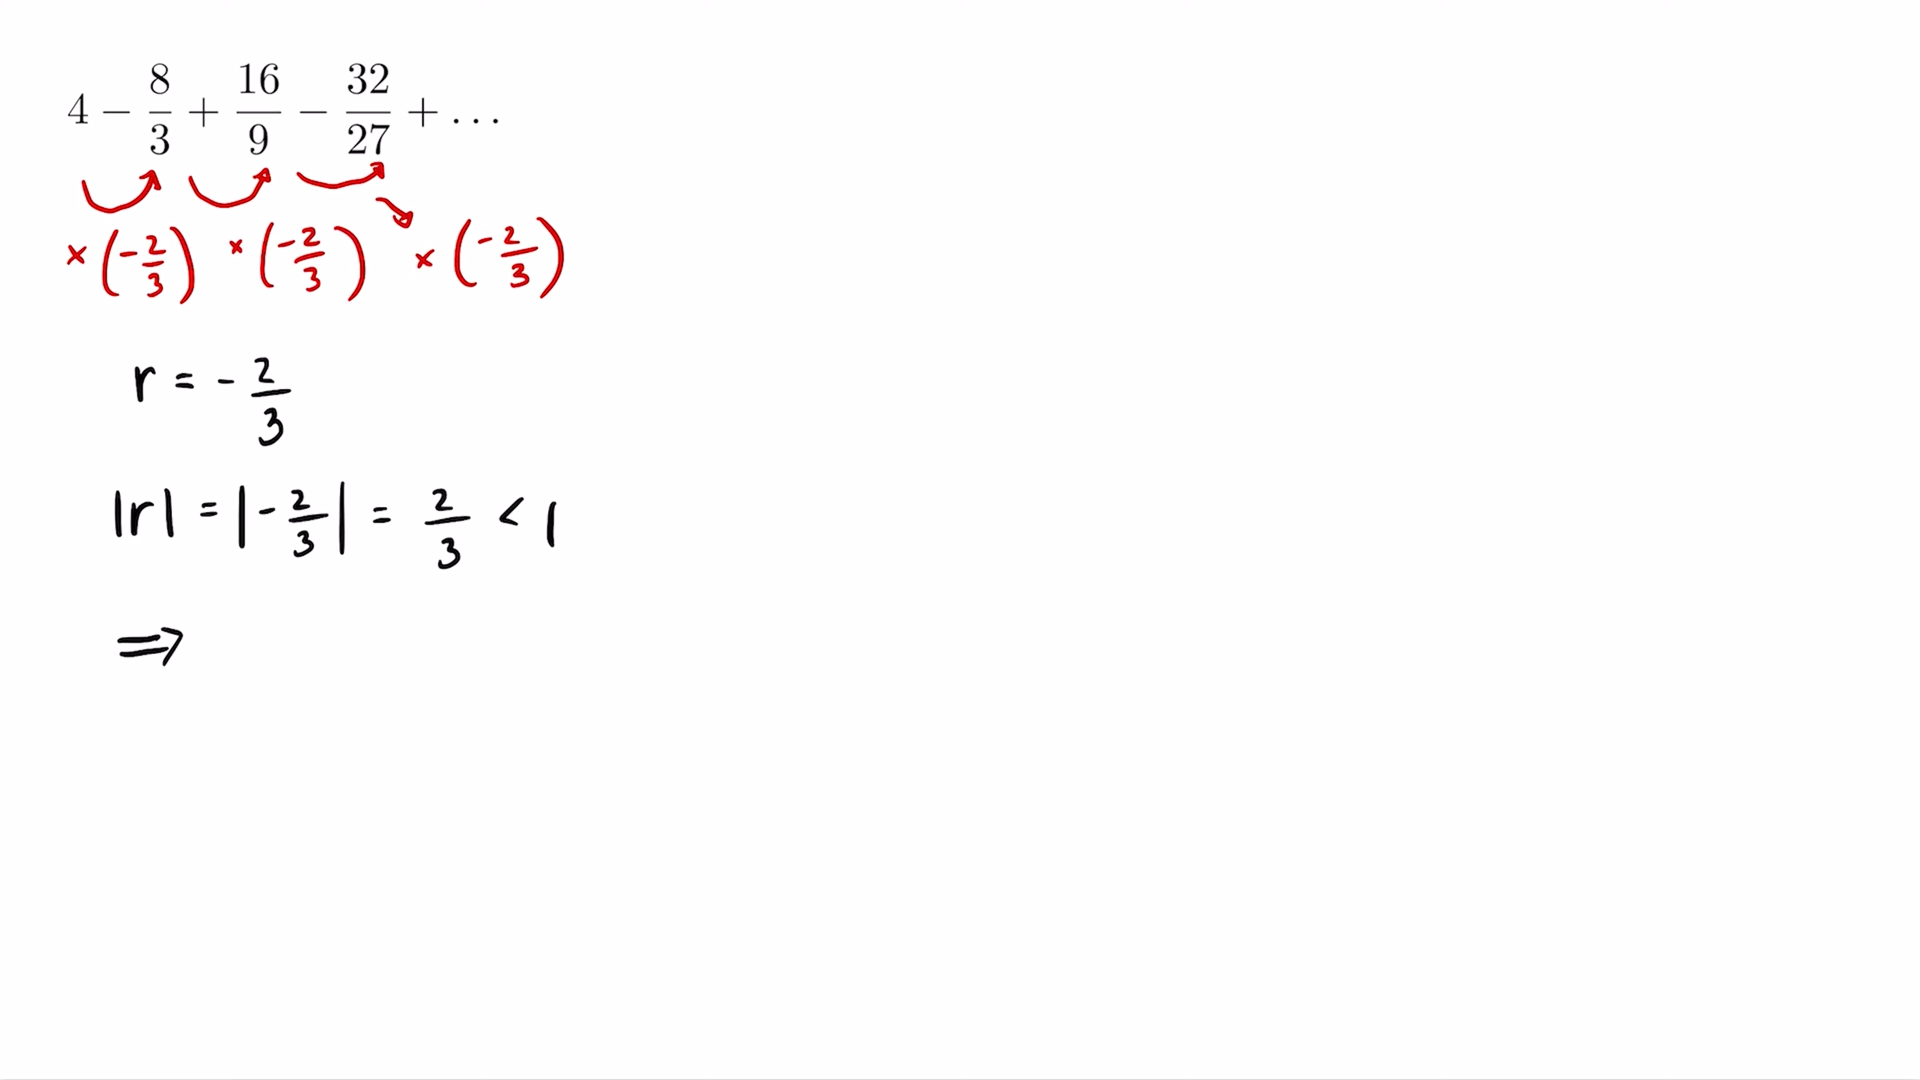 4 − 8/3 + 16/9 − 32/27 + ...
× (−2/3) × (−2/3) × (−2/3)
r = −2/3
|r| = |−2/3| = 2/3 < 1
⇒